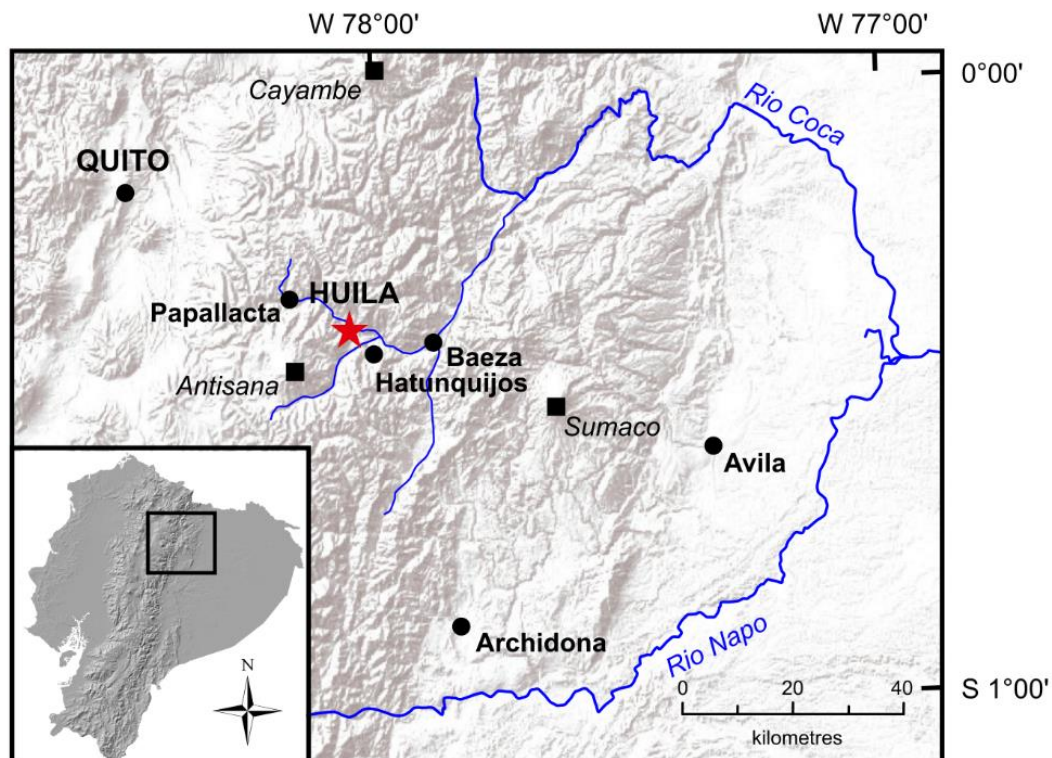 W 78°00' W 77°00'
0°00'
Cayambe
Rio Coca
QUITO
HUILA
Papallacta
Baeza
Hatunquijos
Antisana
Sumaco
Avila
Archidona
Rio Napo
N
S 1°00'
0 20 40
kilometres